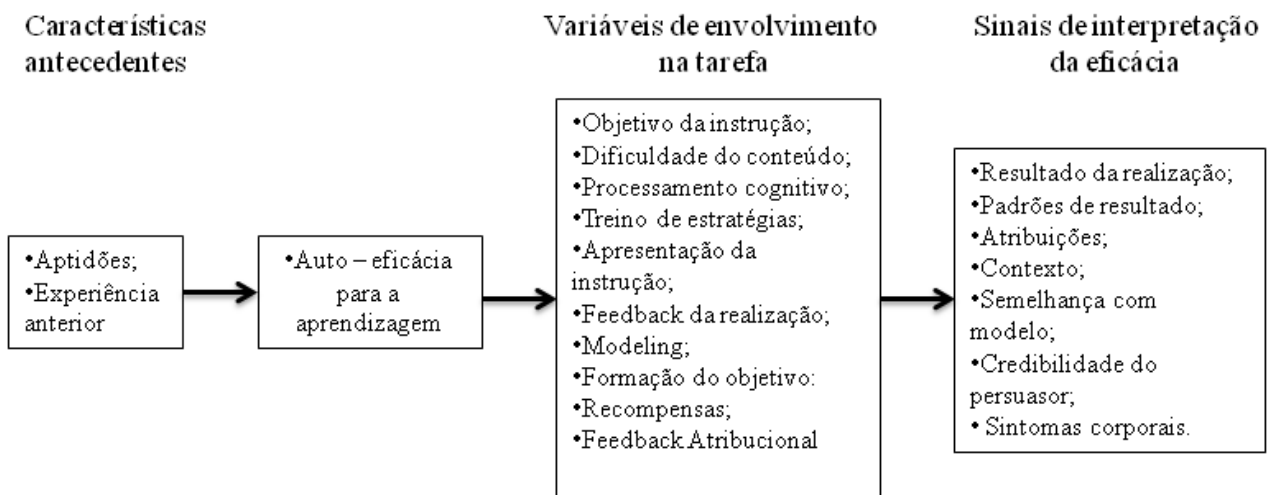 Características
antecedentes
Variáveis de envolvimento
na tarefa
Sinais de interpretação
da eficácia
•Aptidões;
•Experiência
anterior
•Auto – eficácia
para a
aprendizagem
•Objetivo da instrução;
•Dificuldade do conteúdo;
•Processamento cognitivo;
•Treino de estratégias;
•Apresentação da
instrução;
•Feedback da realização;
•Modeling;
•Formação do objetivo:
•Recompensas;
•Feedback Atribucional
•Resultado da realização;
•Padrões de resultado;
•Atribuições;
•Contexto;
•Semelhança com
modelo;
•Credibilidade do
persuasor;
• Sintomas corporais.